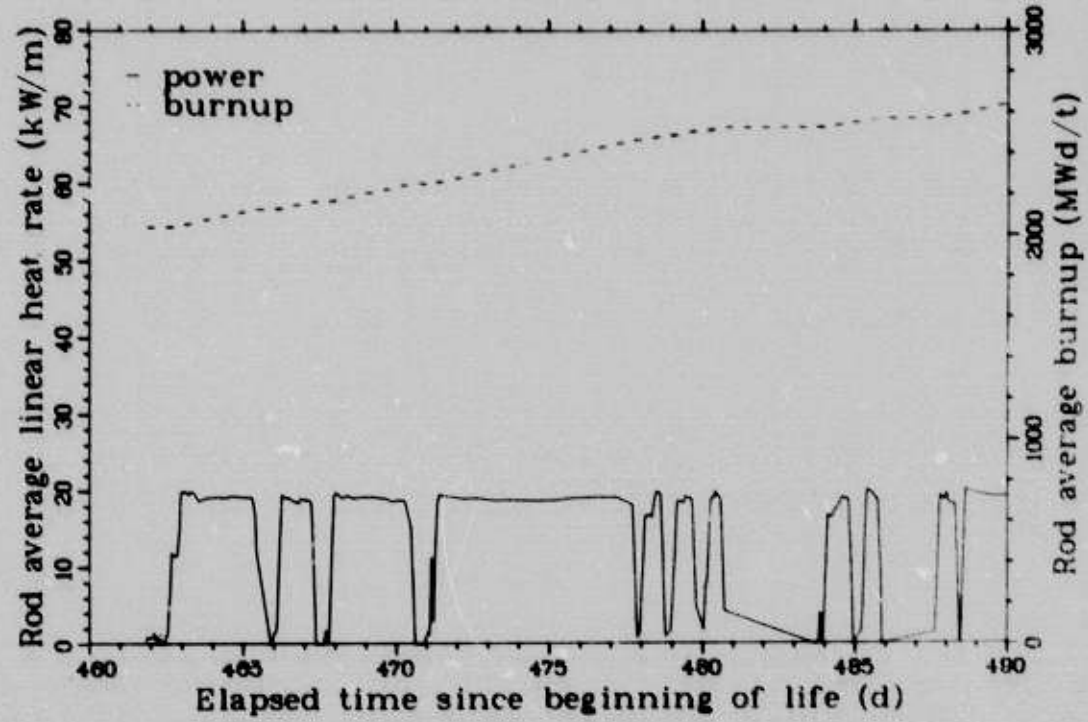 Rod average linear heat rate (kW/m)
80
70
60
50
40
30
20
10
0
power
burnup
3000
2000
1000
0
Rod average burnup (MWd/t)
460 465 470 475 480 485 490
Elapsed time since beginning of life (d)